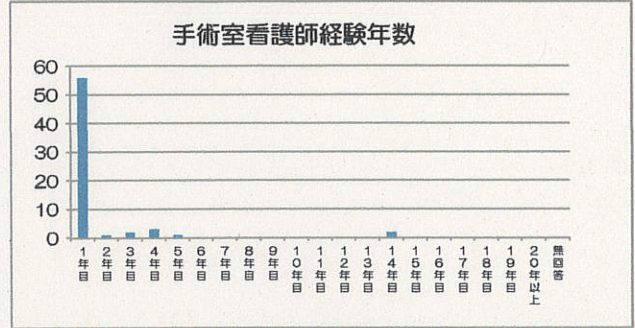 手術室看護師経験年数
60
50
40
30
20
10
0
1年目
2年目
3年目
4年目
5年目
6年目
7年目
8年目
9年目
10年目
11年目
12年目
13年目
14年目
15年目
16年目
17年目
18年目
19年目
20年以上
無回答